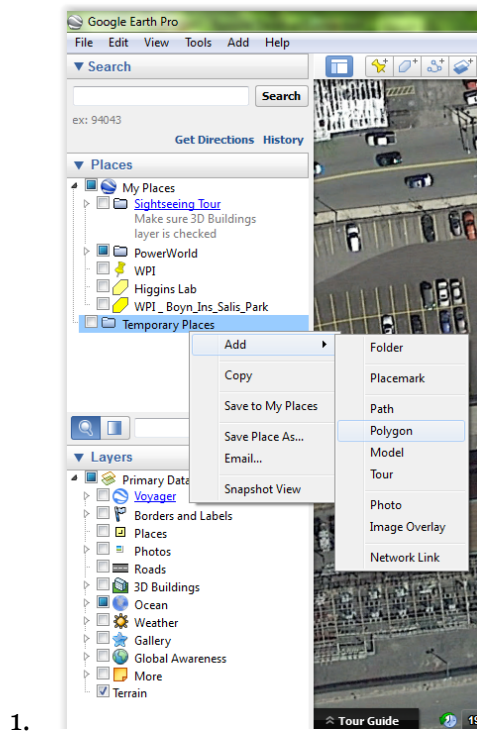 Google Earth Pro
File Edit View Tools Add Help
Search
Search
ex: 94043
Get Directions History
Places
My Places
Sightseeing Tour
Make sure 3D Buildings
layer is checked
PowerWorld
WPI
Higgins Lab
WPI _ Boyn_Ins_Salis_Park
Temporary Places
Add
Copy
Save to My Places
Save Place As...
Email...
Snapshot View
Folder
Placemark
Path
Polygon
Model
Tour
Photo
Image Overlay
Network Link
Layers
Primary Data
Voyager
Borders and Labels
Places
Photos
Roads
3D Buildings
Ocean
Weather
Gallery
Global Awareness
More
Terrain
Tour Guide
19
1.